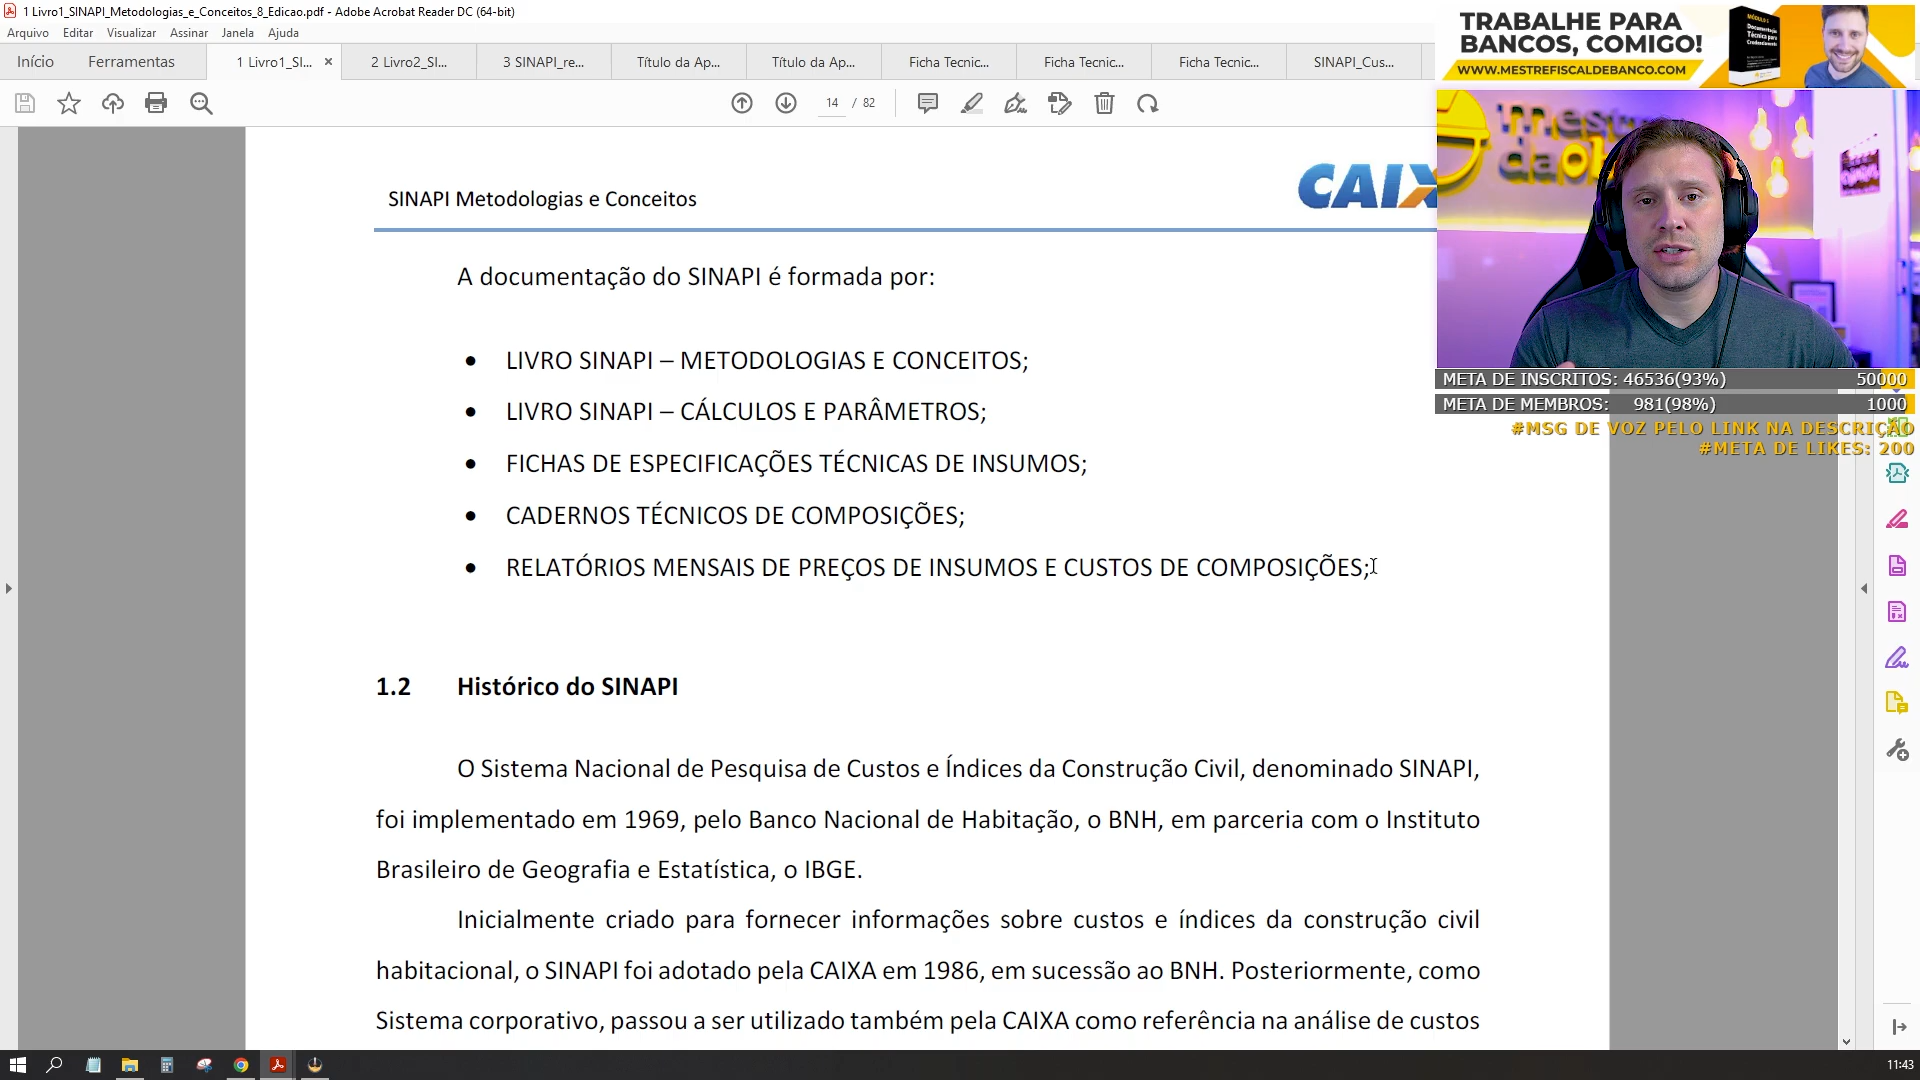 1 Livro1_SINAPI_Metodologias_e_Conceitos_8_Edicao.pdf - Adobe Acrobat Reader DC (64-bit)
Arquivo Editar Visualizar Assinar Janela Ajuda
Início Ferramentas 1 Livro1_SI... × 2 Livro2_SI... 3 SINAPI_re... Título da Ap... Título da Ap... Ficha Tecnic... Ficha Tecnic... Ficha Tecnic... SINAPI_Cus...
14 / 82
TRABALHE PARA
BANCOS, COMIGO!
WWW.MESTREFISCALDEBANCO.COM
MÓDULO 1
Documentação
Técnica para
SINAPI Metodologias e Conceitos
CAIX
META DE INSCRITOS: 46536(93%) 50000
META DE MEMBROS: 981(98%) 1000
#MSG DE VOZ PELO LINK NA DESCRIÇÃO
#META DE LIKES: 200
A documentação do SINAPI é formada por:
• LIVRO SINAPI – METODOLOGIAS E CONCEITOS;
• LIVRO SINAPI – CÁLCULOS E PARÂMETROS;
• FICHAS DE ESPECIFICAÇÕES TÉCNICAS DE INSUMOS;
• CADERNOS TÉCNICOS DE COMPOSIÇÕES;
• RELATÓRIOS MENSAIS DE PREÇOS DE INSUMOS E CUSTOS DE COMPOSIÇÕES;
1.2 Histórico do SINAPI
O Sistema Nacional de Pesquisa de Custos e Índices da Construção Civil, denominado SINAPI,
foi implementado em 1969, pelo Banco Nacional de Habitação, o BNH, em parceria com o Instituto
Brasileiro de Geografia e Estatística, o IBGE.
Inicialmente criado para fornecer informações sobre custos e índices da construção civil
habitacional, o SINAPI foi adotado pela CAIXA em 1986, em sucessão ao BNH. Posteriormente, como
Sistema corporativo, passou a ser utilizado também pela CAIXA como referência na análise de custos
11:43